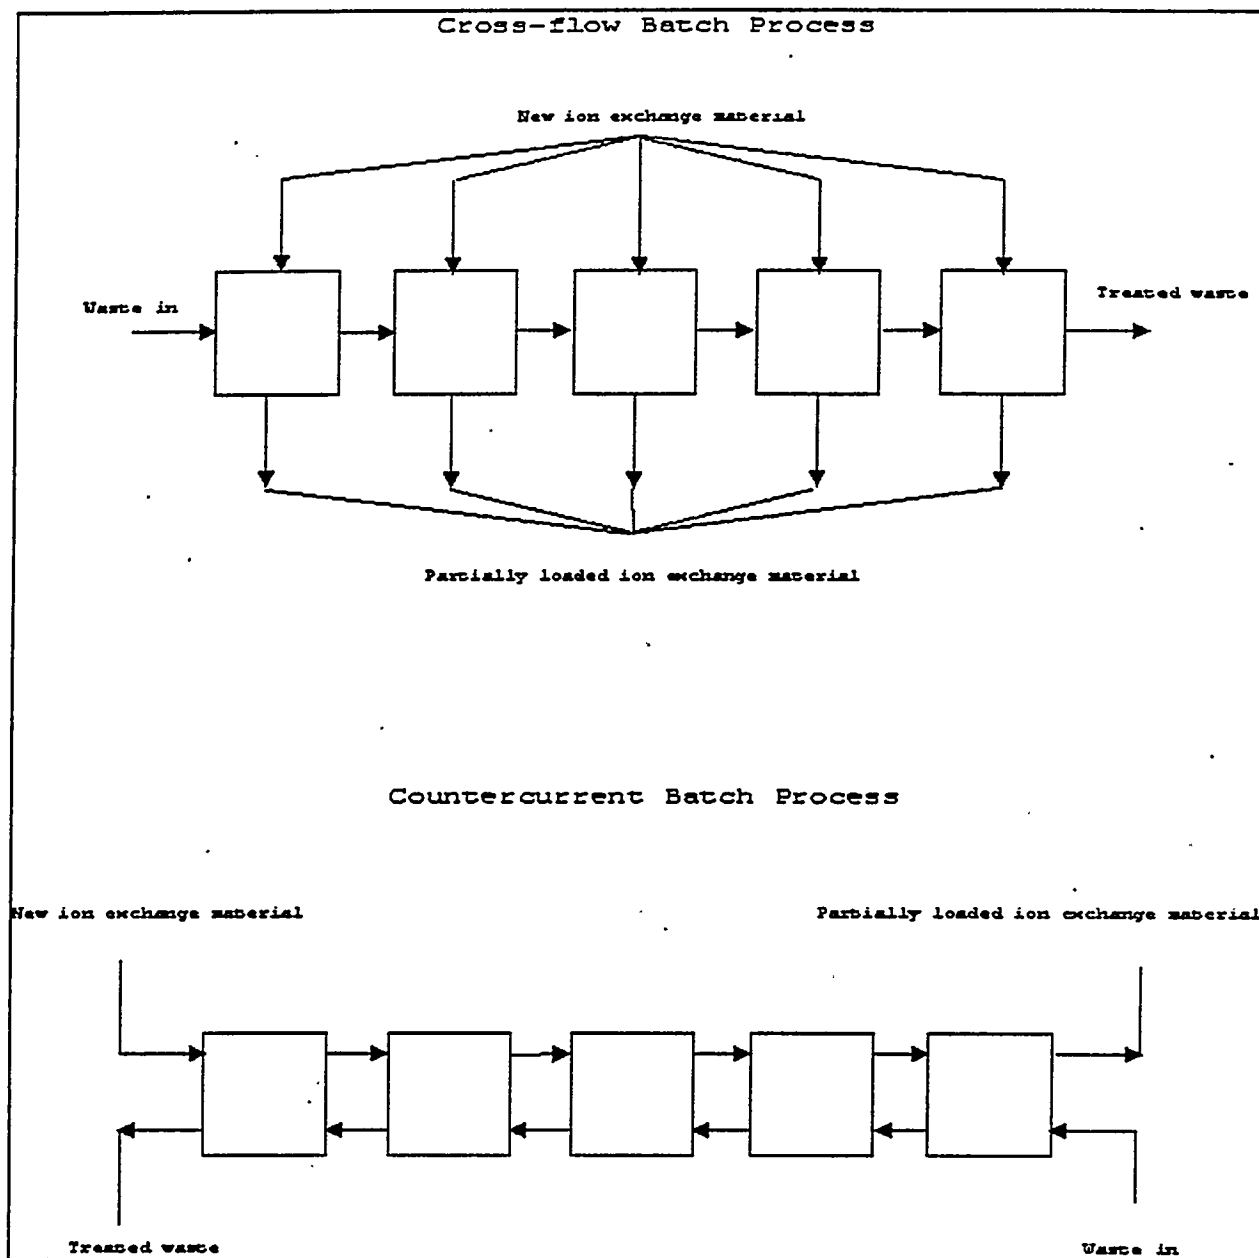 Cross-flow Batch Process
New ion exchange material
Waste in
Treated waste
Partially loaded ion exchange material
Countercurrent Batch Process
New ion exchange material
Partially loaded ion exchange material
Treated waste
Waste in